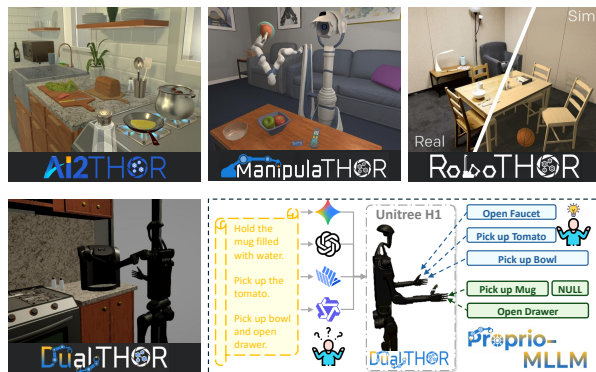 Ai2THOR
ManipulaTHOR
Sim
Real
RoboTHOR
DualTHOR
Hold the
mug filled
with water.
Pick up the
tomato.
Pick up bowl
and open
drawer.
? ? ?
Unitree H1
DualTHOR
Open Faucet
Pick up Tomato
Pick up Bowl
Pick up Mug
NULL
Open Drawer
Proprio-
MLLM